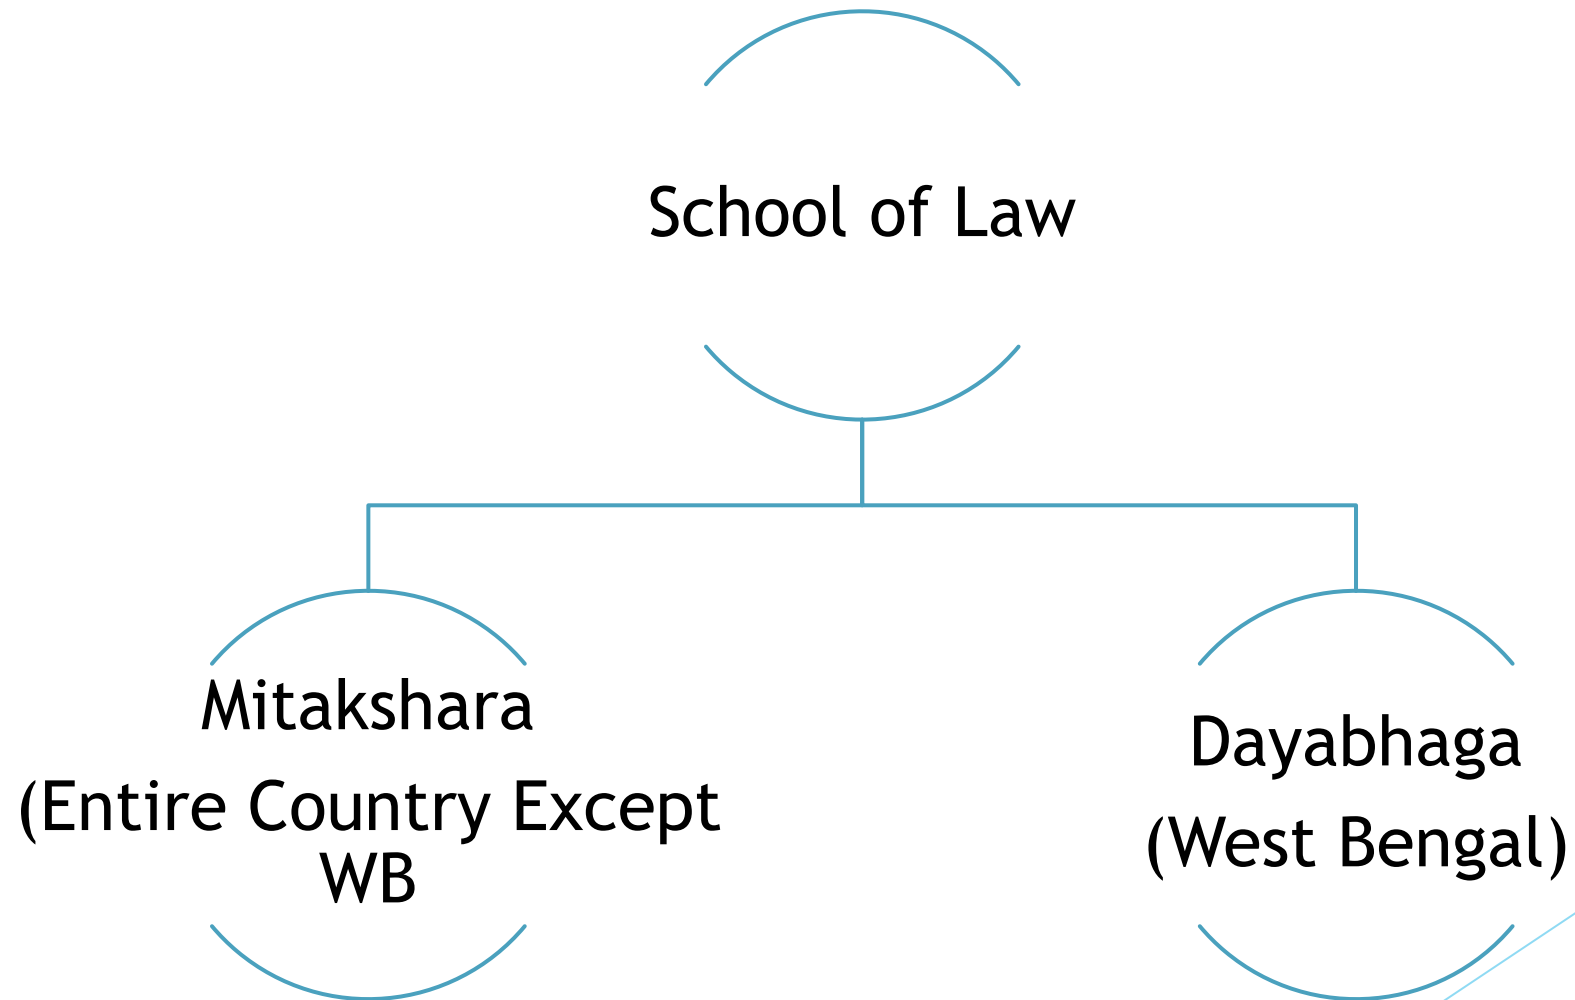 School of Law
Mitakshara
(Entire Country Except
WB
Dayabhaga
(West Bengal)